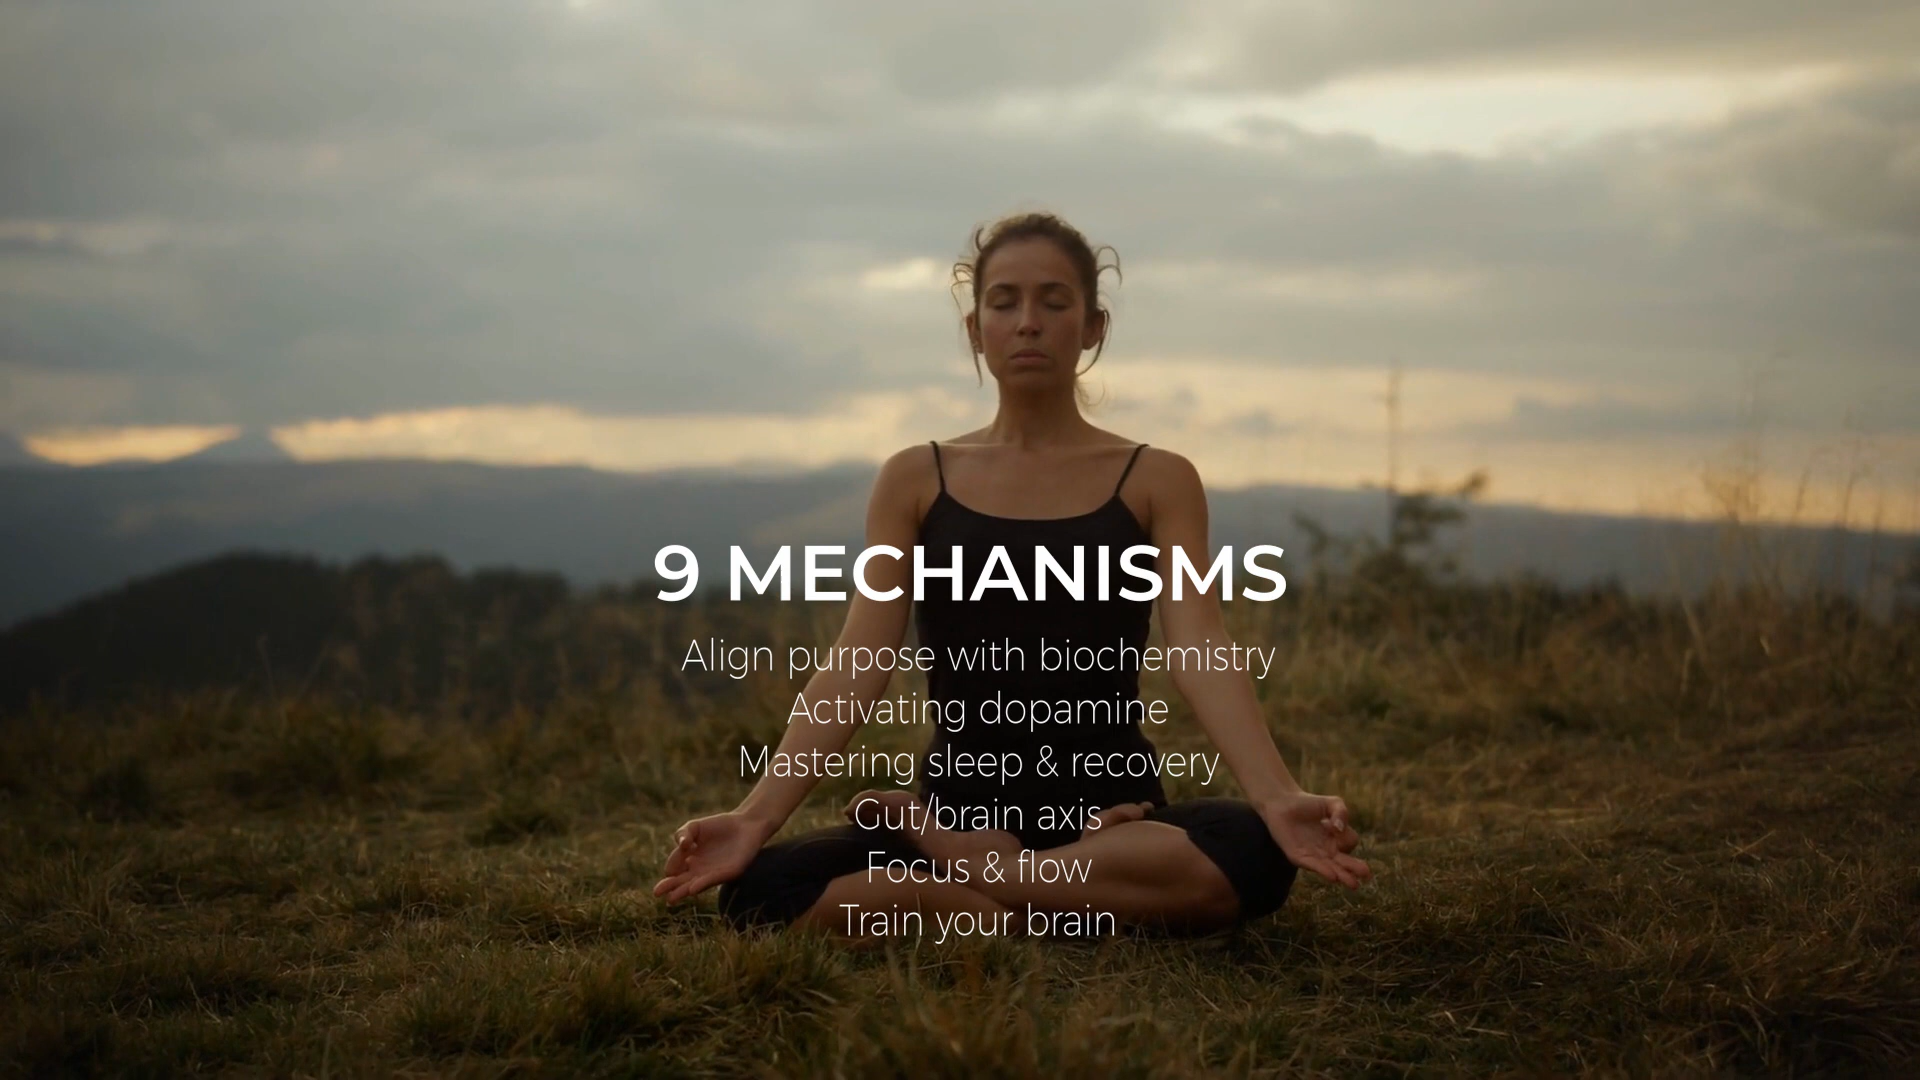 9 MECHANISMS
Align purpose with biochemistry
Activating dopamine
Mastering sleep & recovery
Gut/brain axis
Focus & flow
Train your brain